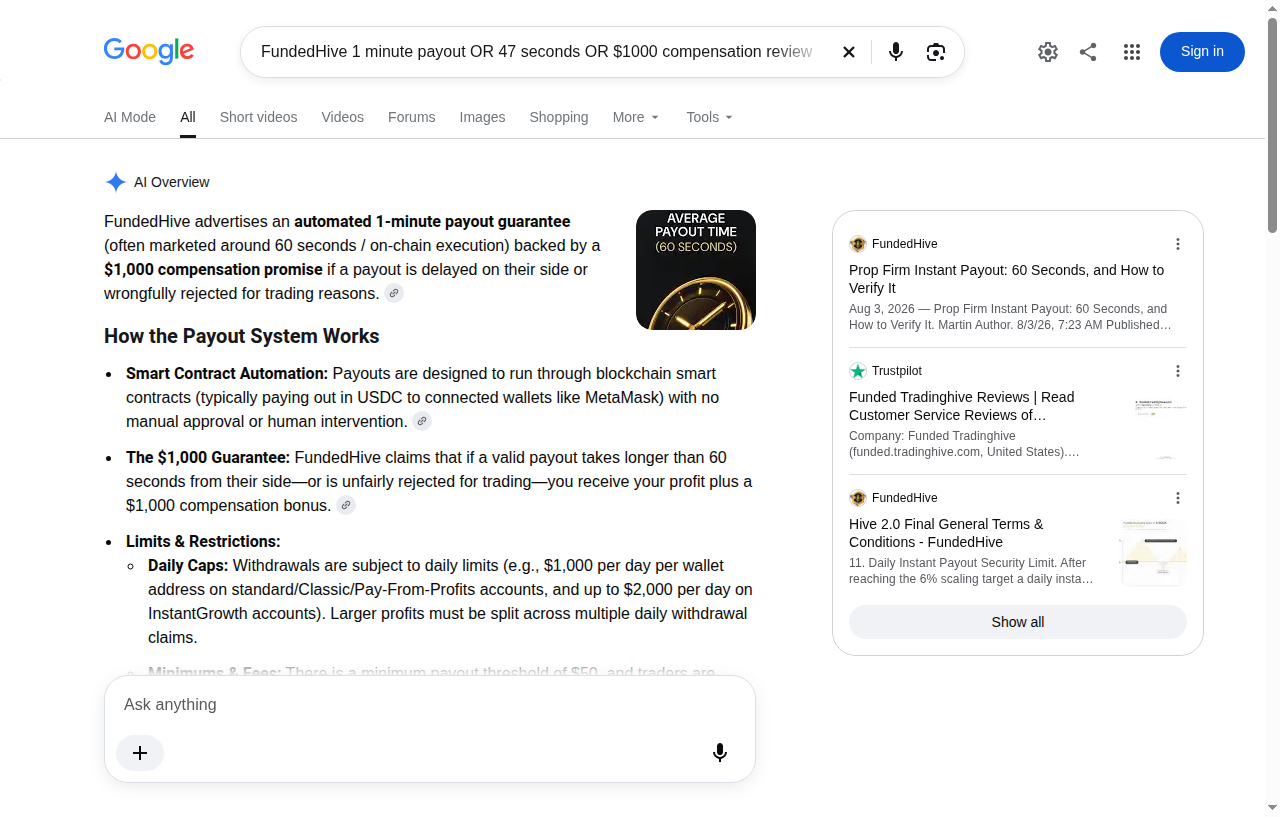 Google
FundedHive 1 minute payout OR 47 seconds OR $1000 compensation review
Sign in
AI Mode
All
Short videos
Videos
Forums
Images
Shopping
More
Tools
AI Overview
FundedHive advertises an automated 1-minute payout guarantee
(often marketed around 60 seconds / on-chain execution) backed by a
$1,000 compensation promise if a payout is delayed on their side or
wrongfully rejected for trading reasons.
AVERAGE
PAYOUT TIME
(60 SECONDS)
How the Payout System Works
Smart Contract Automation: Payouts are designed to run through blockchain smart
contracts (typically paying out in USDC to connected wallets like MetaMask) with no
manual approval or human intervention.
The $1,000 Guarantee: FundedHive claims that if a valid payout takes longer than 60
seconds from their side—or is unfairly rejected for trading—you receive your profit plus a
$1,000 compensation bonus.
Limits & Restrictions:
Daily Caps: Withdrawals are subject to daily limits (e.g., $1,000 per day per wallet
address on standard/Classic/Pay-From-Profits accounts, and up to $2,000 per day on
InstantGrowth accounts). Larger profits must be split across multiple daily withdrawal
claims.
Minimums & Fees: There is a minimum payout threshold of $50, and traders are
Ask anything
FundedHive
Prop Firm Instant Payout: 60 Seconds, and How to
Verify It
Aug 3, 2026 — Prop Firm Instant Payout: 60 Seconds, and
How to Verify It. Martin Author. 8/3/26, 7:23 AM Published…
Trustpilot
Funded Tradinghive Reviews | Read
Customer Service Reviews of…
Company: Funded Tradinghive
(funded.tradinghive.com, United States).…
FundedHive
Hive 2.0 Final General Terms &
Conditions - FundedHive
11. Daily Instant Payout Security Limit. After
reaching the 6% scaling target a daily insta…
Show all